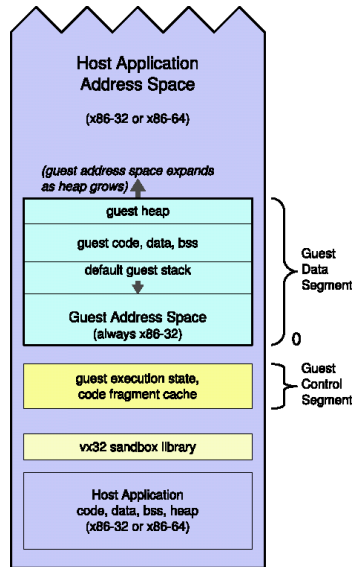 Host Application
Address Space
(x86-32 or x86-64)
(guest address space expands
as heap grows)
guest heap
guest code, data, bss
default guest stack
Guest Address Space
(always x86-32)
Guest
Data
Segment
0
guest execution state,
code fragment cache
Guest
Control
Segment
vx32 sandbox library
Host Application
code, data, bss, heap
(x86-32 or x86-64)